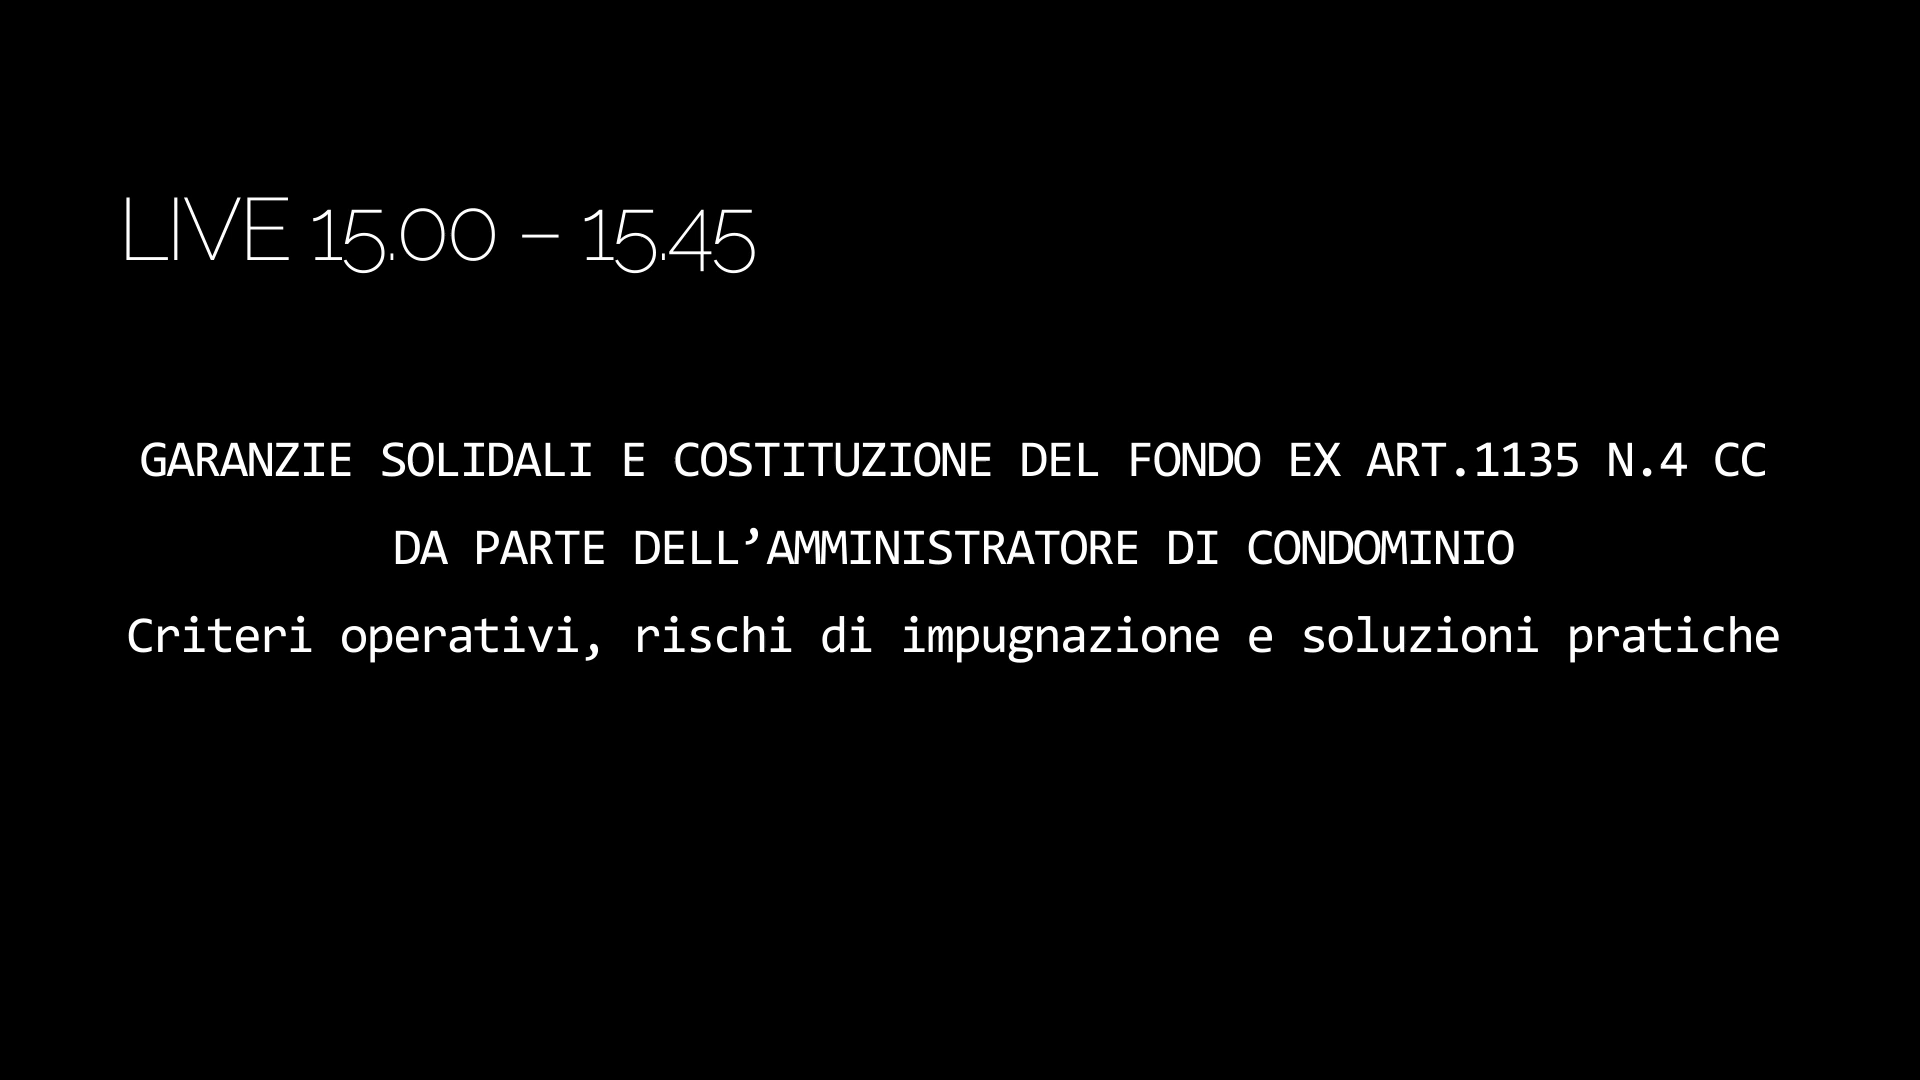 LIVE 15.00 – 15.45
GARANZIE SOLIDALI E COSTITUZIONE DEL FONDO EX ART.1135 N.4 CC
DA PARTE DELL’AMMINISTRATORE DI CONDOMINIO
Criteri operativi, rischi di impugnazione e soluzioni pratiche